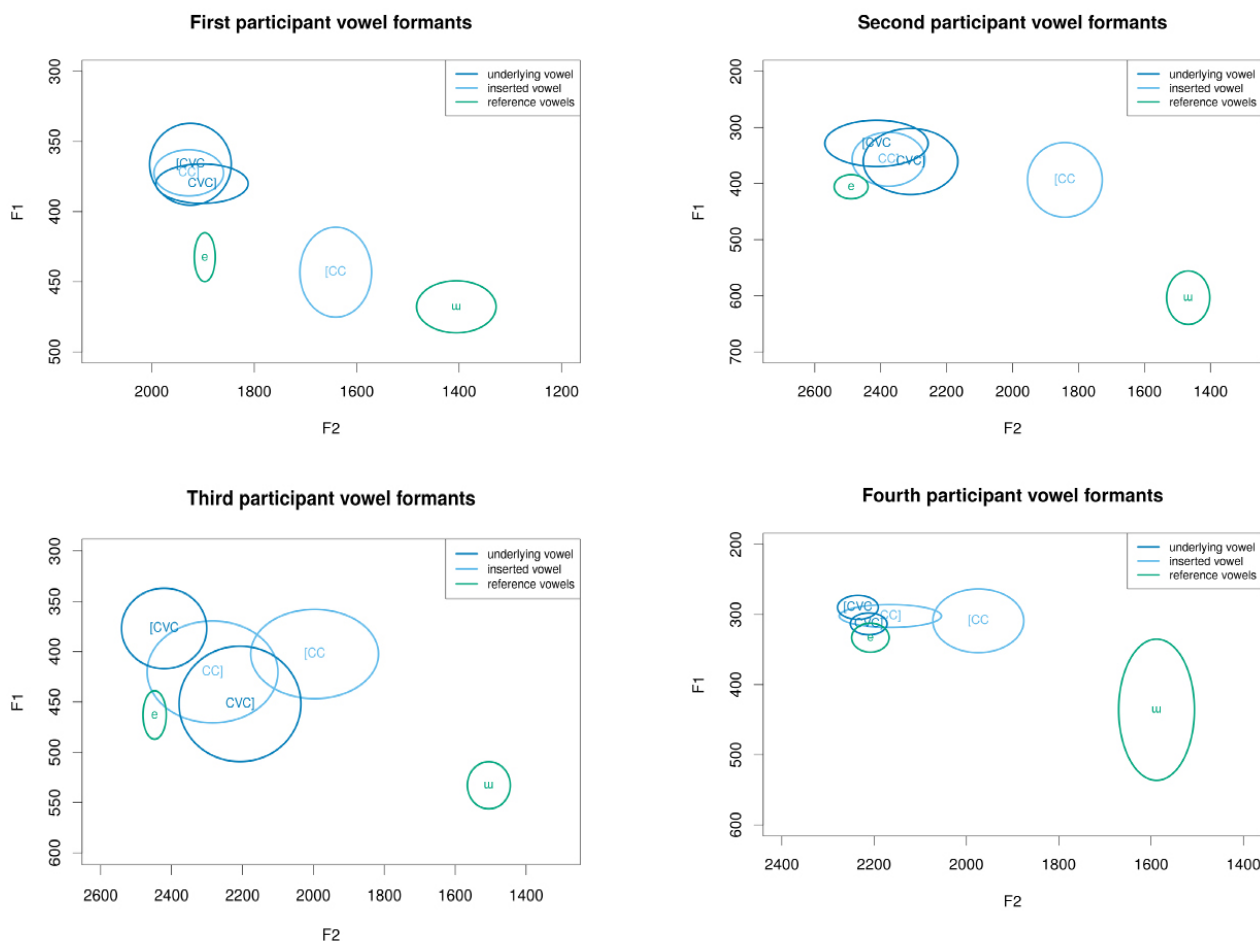 First participant vowel formants
300
350
400
450
500
F1
2000
1800
1600
1400
1200
F2
underlying vowel
inserted vowel
reference vowels
[CVC
CC]
CVC]
e
[CC
ɯ
Second participant vowel formants
200
300
400
500
600
700
F1
2600
2400
2200
2000
1800
1600
1400
F2
underlying vowel
inserted vowel
reference vowels
[CVC
CC]
CVC]
e
[CC
ɯ
Third participant vowel formants
300
350
400
450
500
550
600
F1
2600
2400
2200
2000
1800
1600
1400
F2
underlying vowel
inserted vowel
reference vowels
[CVC
[CC
CC]
CVC]
e
ɯ
Fourth participant vowel formants
200
300
400
500
600
F1
2400
2200
2000
1800
1600
1400
F2
underlying vowel
inserted vowel
reference vowels
[CVC
CC]
CVC]
e
[CC
ɯ